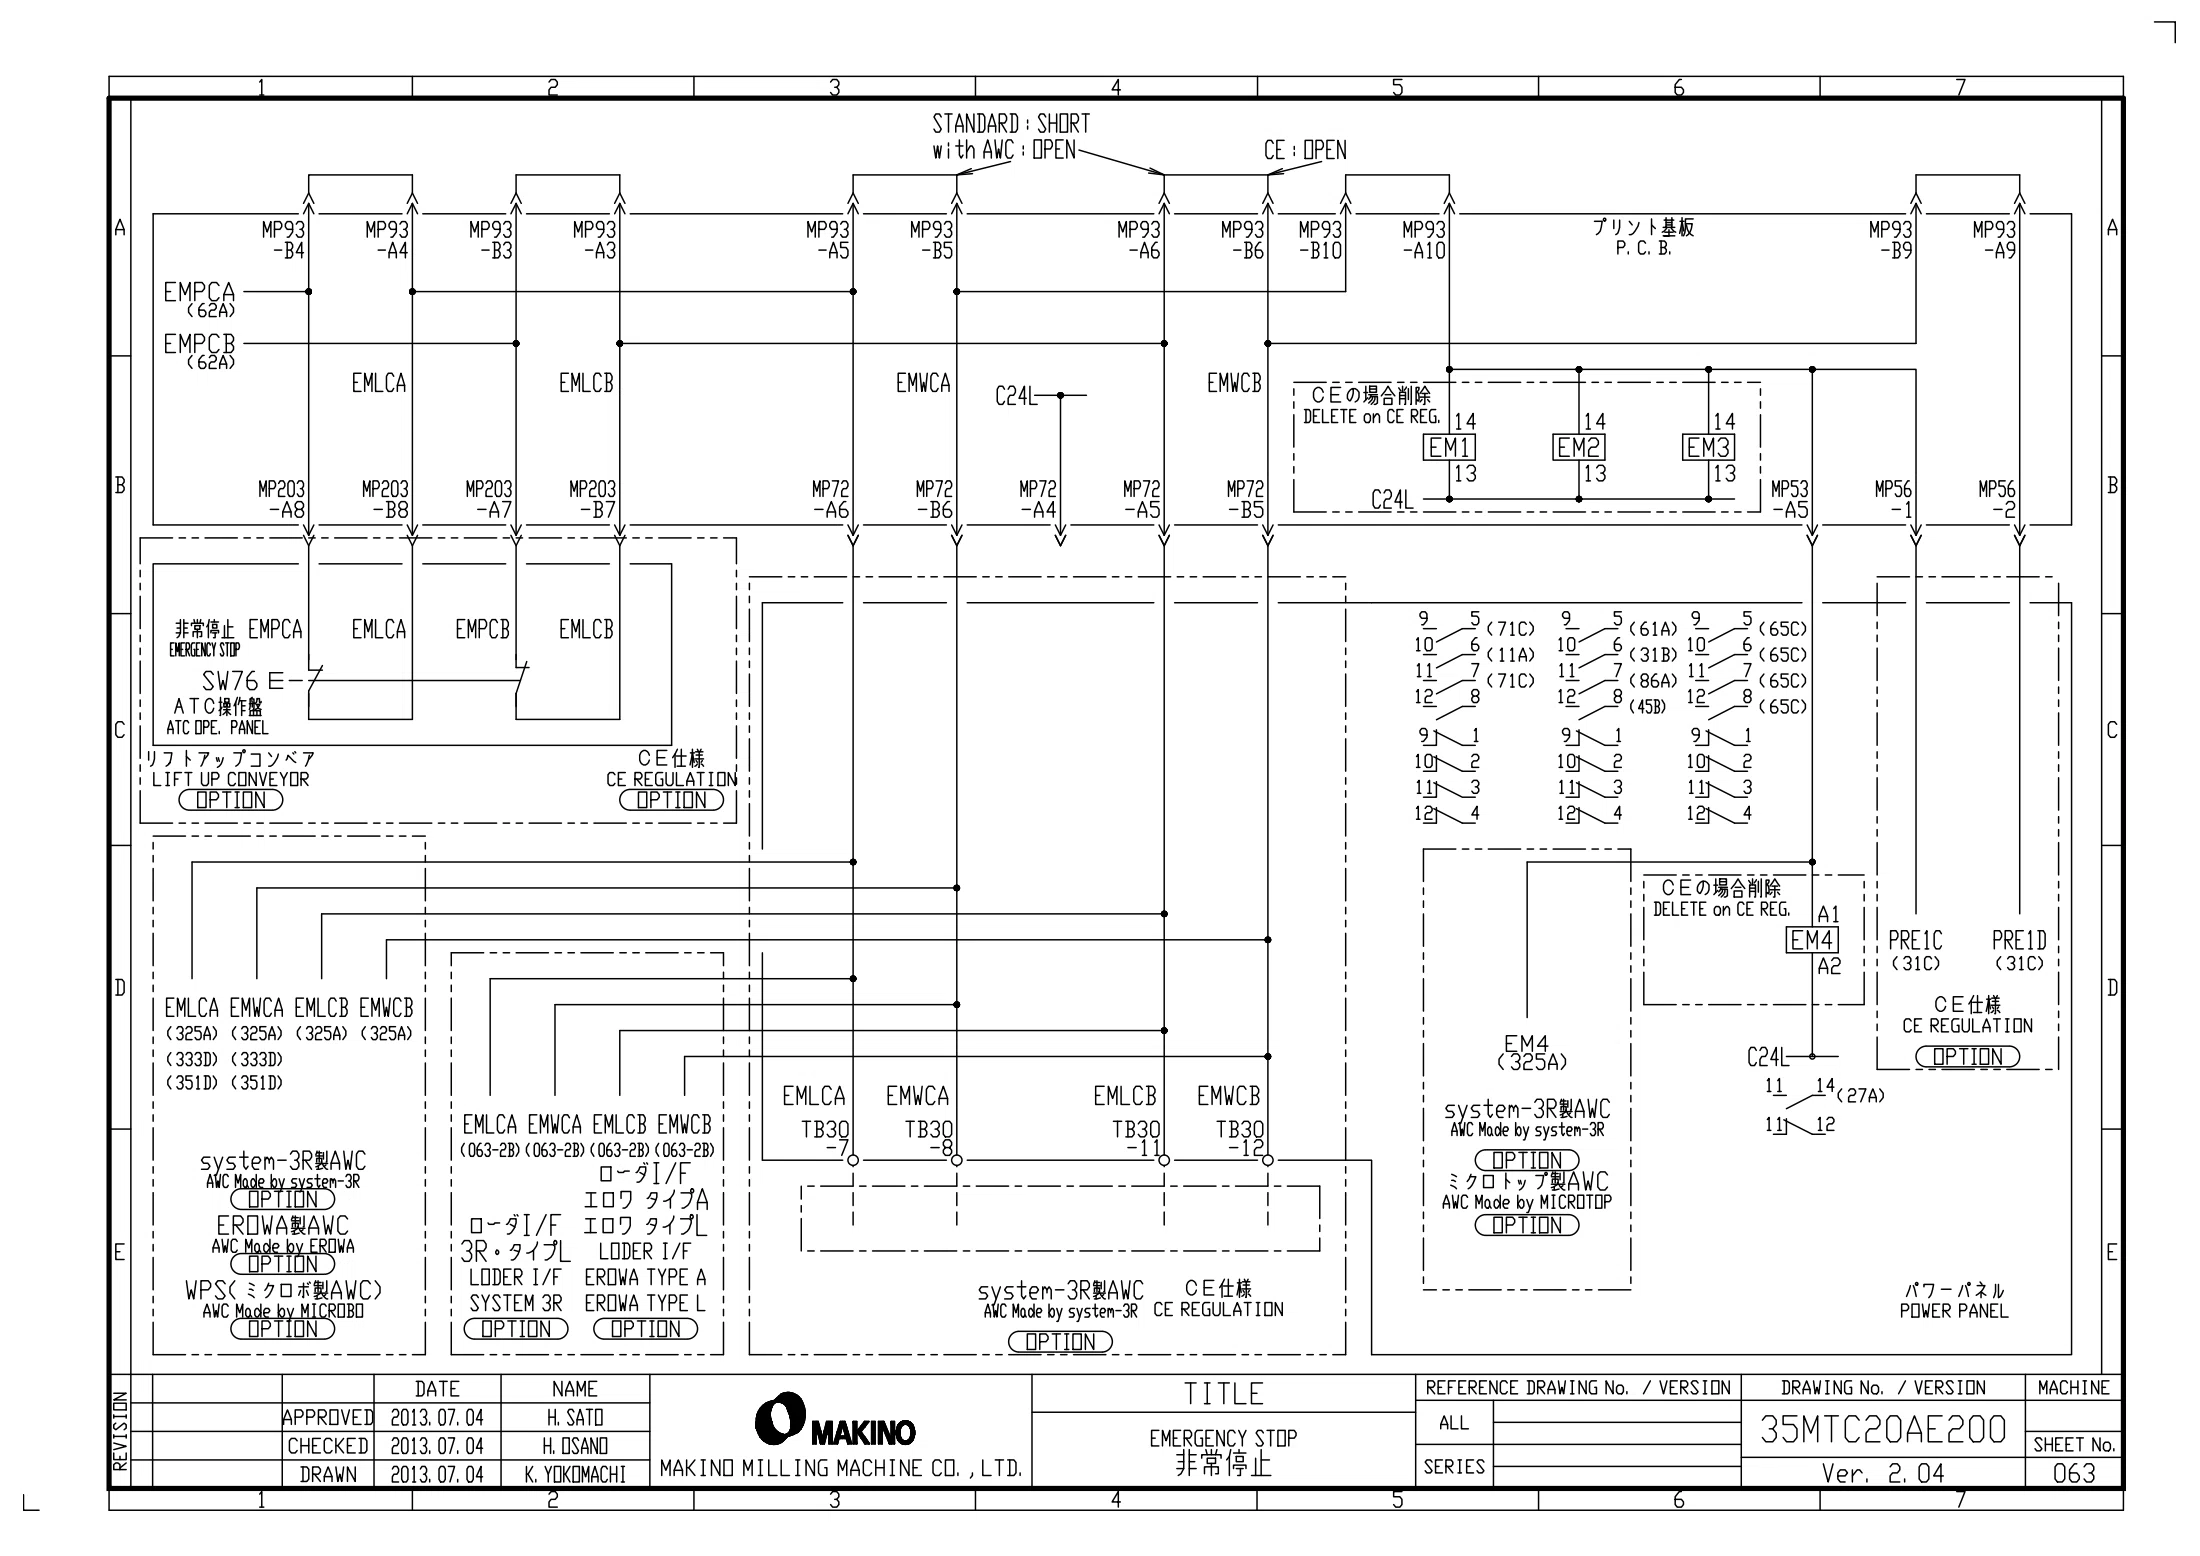 1 2 3 4 5 6 7
STANDARD : SHORT
with AWC : OPEN
CE : OPEN
A
MP93 -B4
MP93 -A4
MP93 -B3
MP93 -A3
MP93 -A5
MP93 -B5
MP93 -A6
MP93 -B6
MP93 -B10
MP93 -A10
プリント基板
P. C. B.
MP93 -B9
MP93 -A9
A
EMPCA
(62A)
EMPCB
(62A)
EMLCA
EMLCB
EMWCA
C24L
EMWCB
CEの場合削除
DELETE on CE REG.
14 14 14
EM1 EM2 EM3
13 13 13
C24L
B
MP203 -A8
MP203 -B8
MP203 -A7
MP203 -B7
MP72 -A6
MP72 -B6
MP72 -A4
MP72 -A5
MP72 -B5
MP53 -A5
MP56 -1
MP56 -2
B
非常停止 EMPCA EMLCA EMPCB EMLCB
EMERGENCY STOP
SW76
ATC操作盤
ATC OPE. PANEL
C
リフトアップコンベア
LIFT UP CONVEYOR
OPTION
CE仕様
CE REGULATION
OPTION
9 5 (71C) 9 5 (61A) 9 5 (65C)
10 6 (11A) 10 6 (31B) 10 6 (65C)
11 7 (71C) 11 7 (86A) 11 7 (65C)
12 8 12 8 (45B) 12 8 (65C)
9 1 9 1 9 1
10 2 10 2 10 2
11 3 11 3 11 3
12 4 12 4 12 4
C
D
EMLCA EMWCA EMLCB EMWCB
(325A) (325A) (325A) (325A)
(333D) (333D)
(351D) (351D)
system-3R製AWC
AWC Made by system-3R
OPTION
EROWA製AWC
AWC Made by EROWA
OPTION
WPS(ミクロボ製AWC)
AWC Made by MICROBO
OPTION
EMLCA EMWCA EMLCB EMWCB
(063-2B) (063-2B) (063-2B) (063-2B)
ローダI/F
3R・タイプL
LODER I/F
SYSTEM 3R
OPTION
ローダI/F
エロワ タイプA
エロワ タイプL
LODER I/F
EROWA TYPE A
EROWA TYPE L
OPTION
EMLCA EMWCA EMLCB EMWCB
TB30 -7
TB30 -8
TB30 -11
TB30 -12
system-3R製AWC
AWC Made by system-3R
OPTION
CE仕様
CE REGULATION
EM4
(325A)
system-3R製AWC
AWC Made by system-3R
OPTION
ミクロトップ製AWC
AWC Made by MICROTOP
OPTION
CEの場合削除
DELETE on CE REG.
A1
EM4
A2
C24L
11 14 (27A)
11 12
PRE1C
(31C)
PRE1D
(31C)
CE仕様
CE REGULATION
OPTION
D
E
パワーパネル
POWER PANEL
E
REVISION
DATE NAME
APPROVED 2013. 07. 04 H. SATO
CHECKED 2013. 07. 04 H. OSANO
DRAWN 2013. 07. 04 K. YOKOMACHI
MAKINO
MAKINO MILLING MACHINE CO. ,LTD.
TITLE
EMERGENCY STOP
非常停止
REFERENCE DRAWING No. / VERSION
ALL
SERIES
DRAWING No. / VERSION
35MTC20AE200
Ver. 2. 04
MACHINE
SHEET No.
063
1 2 3 4 5 6 7